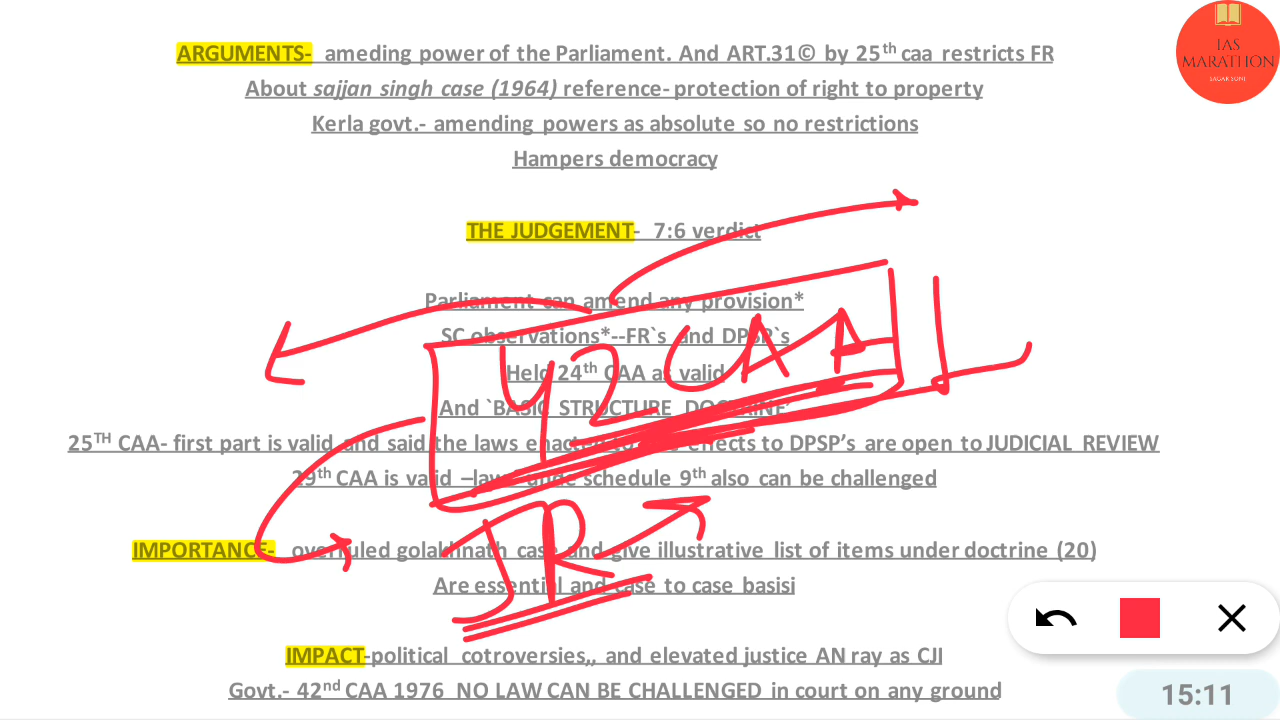 ARGUMENTS- ameding power of the Parliament. And ART.31© by 25th caa restricts FR
About sajjan singh case (1964) reference- protection of right to property
Kerla govt.- amending powers as absolute so no restrictions
Hampers democracy
THE JUDGEMENT- 7:6 verdict
Parliament can amend any provision*
SC observations*--FR`s and DPSP`s
Held 24th CAA as valid
And `BASIC STRUCTURE DOCTRINE`
25TH CAA- first part is valid and said the laws enacted to effects to DPSP’s are open to JUDICIAL REVIEW
29th CAA is valid –laws unde schedule 9th also can be challenged
IMPORTANCE- overruled golakhnath case and give illustrative list of items under doctrine (20)
Are essential and case to case basisi
IMPACT-political cotroversies,, and elevated justice AN ray as CJI
Govt.- 42nd CAA 1976 NO LAW CAN BE CHALLENGED in court on any ground
42 CAA
JR
IAS
MARATHON
SAGAR SONI
15:11